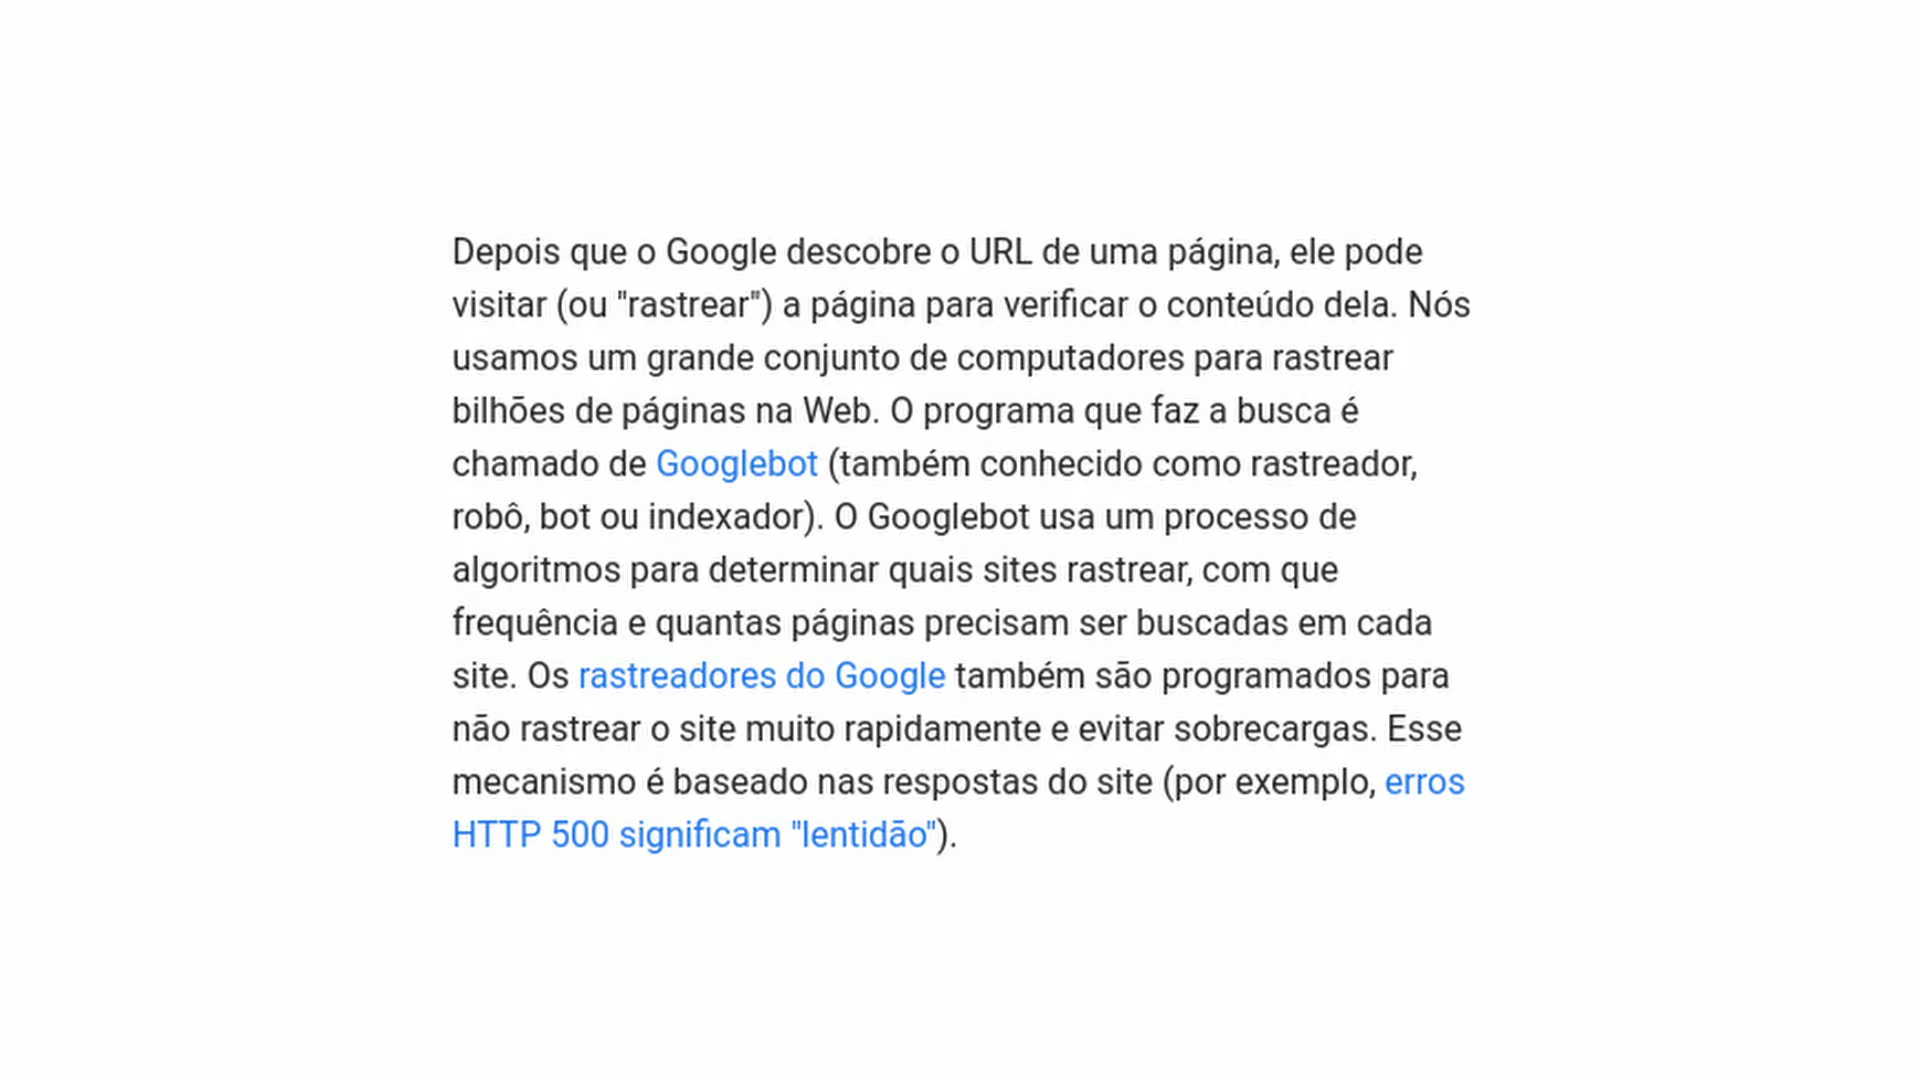 Depois que o Google descobre o URL de uma página, ele pode
visitar (ou "rastrear") a página para verificar o conteúdo dela. Nós
usamos um grande conjunto de computadores para rastrear
bilhões de páginas na Web. O programa que faz a busca é
chamado de Googlebot (também conhecido como rastreador,
robô, bot ou indexador). O Googlebot usa um processo de
algoritmos para determinar quais sites rastrear, com que
frequência e quantas páginas precisam ser buscadas em cada
site. Os rastreadores do Google também são programados para
não rastrear o site muito rapidamente e evitar sobrecargas. Esse
mecanismo é baseado nas respostas do site (por exemplo, erros
HTTP 500 significam "lentidão").